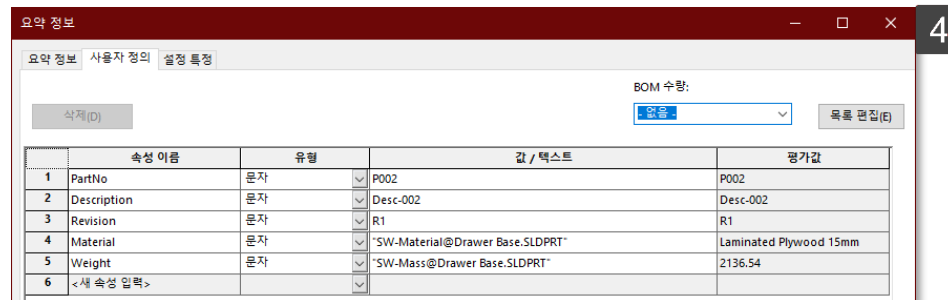 요약 정보
4
요약 정보 사용자 정의 설정 특정
BOM 수량:
삭제(D) - 없음 - 목록 편집(E)
속성 이름 유형 값 / 텍스트 평가값
1 PartNo 문자 P002 P002
2 Description 문자 Desc-002 Desc-002
3 Revision 문자 R1 R1
4 Material 문자 "SW-Material@Drawer Base.SLDPRT" Laminated Plywood 15mm
5 Weight 문자 "SW-Mass@Drawer Base.SLDPRT" 2136.54
6 <새 속성 입력>